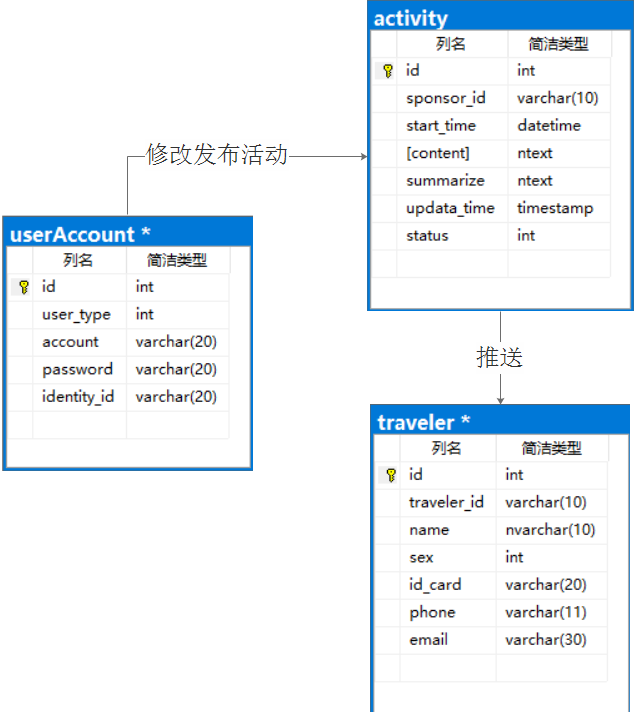 activity
列名 简洁类型
id int
sponsor_id varchar(10)
start_time datetime
[content] ntext
summarize ntext
updata_time timestamp
status int
修改发布活动
userAccount *
列名 简洁类型
id int
user_type int
account varchar(20)
password varchar(20)
identity_id varchar(20)
推送
traveler *
列名 简洁类型
id int
traveler_id varchar(10)
name nvarchar(10)
sex int
id_card varchar(20)
phone varchar(11)
email varchar(30)